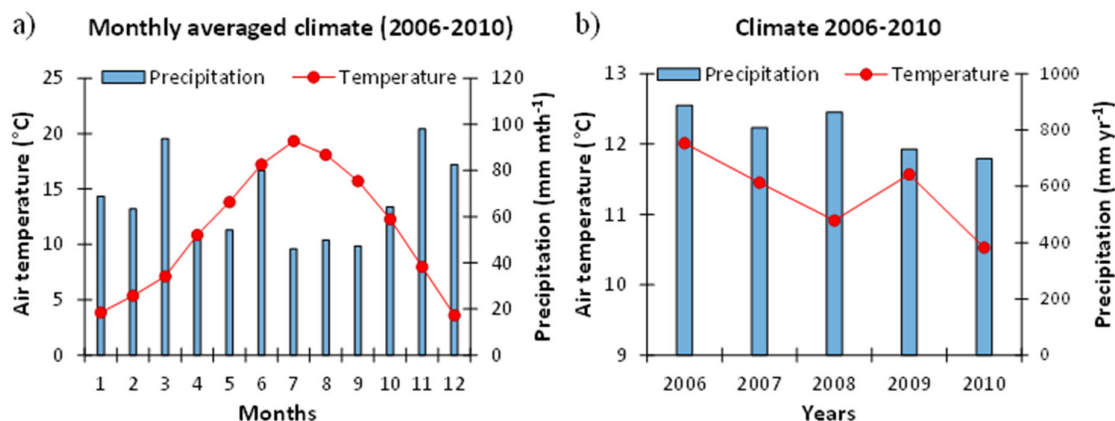 a) Monthly averaged climate (2006-2010)
Precipitation Temperature
Air temperature (°C)
25
20
15
10
5
0
120
100
80
60
40
20
0
Precipitation (mm mth-1)
1 2 3 4 5 6 7 8 9 10 11 12
Months
b) Climate 2006-2010
Precipitation Temperature
Air temperature (°C)
13
12
11
10
9
1000
800
600
400
200
0
Precipitation (mm yr-1)
2006 2007 2008 2009 2010
Years